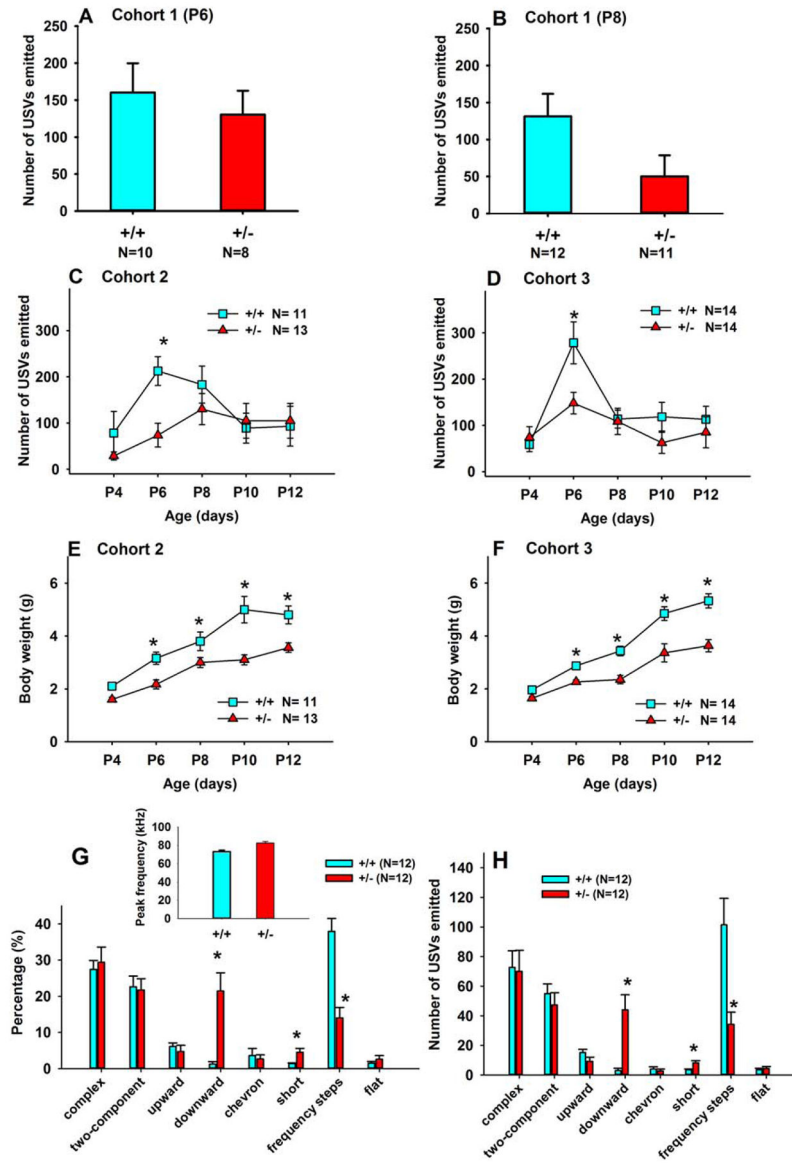 A Cohort 1 (P6)
Number of USVs emitted
250
200
150
100
50
0
+/+ +/-
N=10 N=8
B Cohort 1 (P8)
Number of USVs emitted
250
200
150
100
50
0
+/+ +/-
N=12 N=11
C Cohort 2
+/+ N= 11
+/- N= 13
Number of USVs emitted
300
200
100
0
*
P4 P6 P8 P10 P12
Age (days)
D Cohort 3
+/+ N=14
+/- N=14
Number of USVs emitted
300
200
100
0
*
P4 P6 P8 P10 P12
Age (days)
E Cohort 2
Body weight (g)
6
4
2
0
* * * *
+/+ N= 11
+/- N= 13
P4 P6 P8 P10 P12
Age (days)
F Cohort 3
Body weight (g)
6
4
2
0
* * * *
+/+ N= 14
+/- N= 14
P4 P6 P8 P10 P12
Age (days)
G
Peak frequency (kHz)
100
80
60
40
20
0
+/+ +/-
+/+ (N=12)
+/- (N=12)
Percentage (%)
40
30
20
10
0
* * *
complex
two-component
upward
downward
chevron
short
frequency steps
flat
H
+/+ (N=12)
+/- (N=12)
Number of USVs emitted
140
120
100
80
60
40
20
0
* * *
complex
two-component
upward
downward
chevron
short
frequency steps
flat